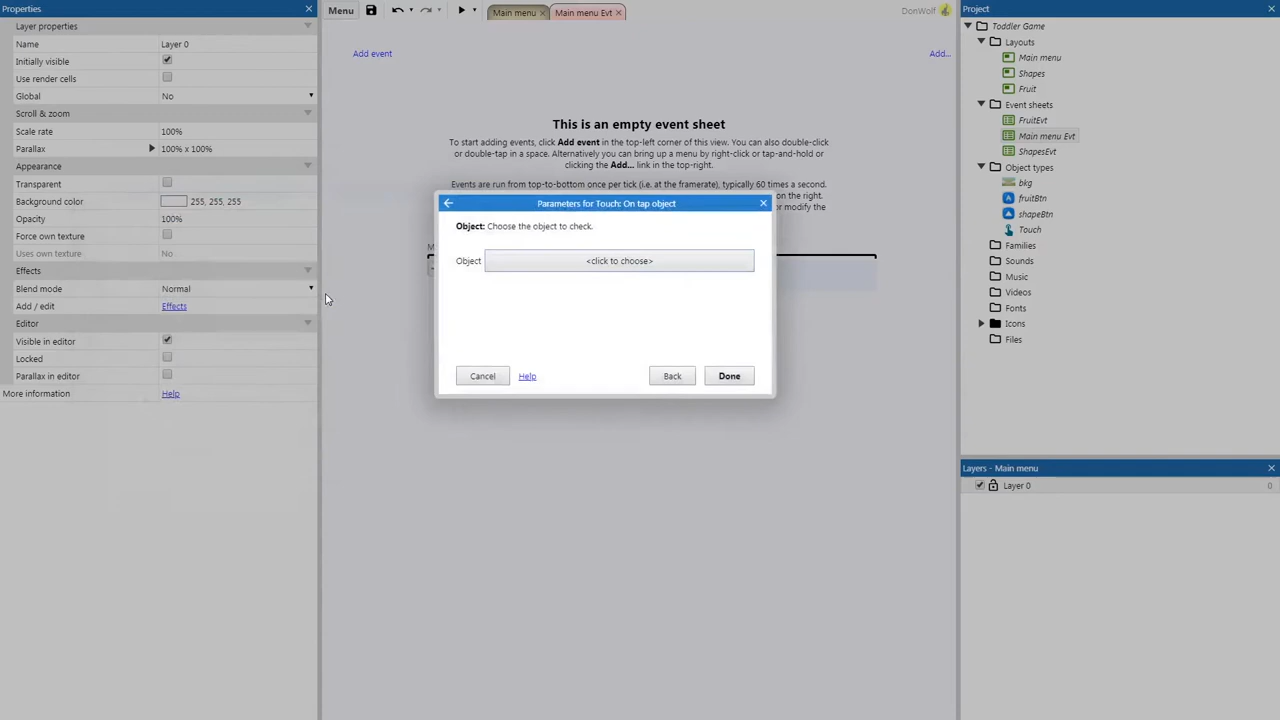 Properties
Layer properties
Name Layer 0
Initially visible
Use render cells
Global No
Scroll & zoom
Scale rate 100%
Parallax 100% x 100%
Appearance
Transparent
Background color 255, 255, 255
Opacity 100%
Force own texture
Uses own texture No
Effects
Blend mode Normal
Add / edit Effects
Editor
Visible in editor
Locked
Parallax in editor
More information Help
Menu
Main menu
Main menu Evt
DonWolf
Add event
Add...
This is an empty event sheet
To start adding events, click Add event in the top-left corner of this view. You can also double-click
or double-tap in a space. Alternatively you can bring up a menu by right-click or tap-and-hold or
clicking the Add... link in the top-right.
Events are run from top-to-bottom once per tick (i.e. at the framerate), typically 60 times a second.
on the right.
or modify the
Parameters for Touch: On tap object
Object: Choose the object to check.
Object <click to choose>
Cancel Help Back Done
Project
Toddler Game
Layouts
Main menu
Shapes
Fruit
Event sheets
FruitEvt
Main menu Evt
ShapesEvt
Object types
bkg
fruitBtn
shapeBtn
Touch
Families
Sounds
Music
Videos
Fonts
Icons
Files
Layers - Main menu
Layer 0 0